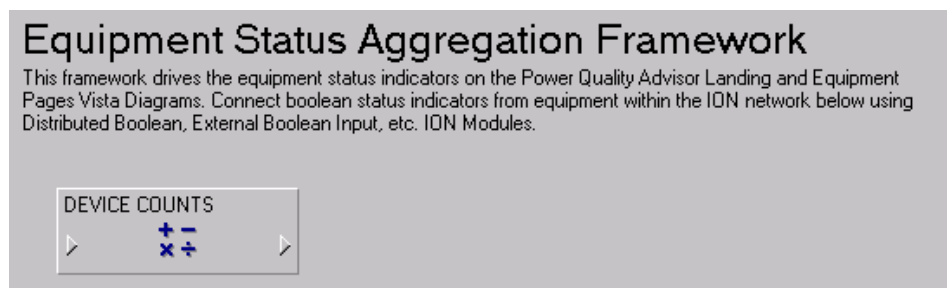 Equipment Status Aggregation Framework
This framework drives the equipment status indicators on the Power Quality Advisor Landing and Equipment
Pages Vista Diagrams. Connect boolean status indicators from equipment within the ION network below using
Distributed Boolean, External Boolean Input, etc. ION Modules.
DEVICE COUNTS